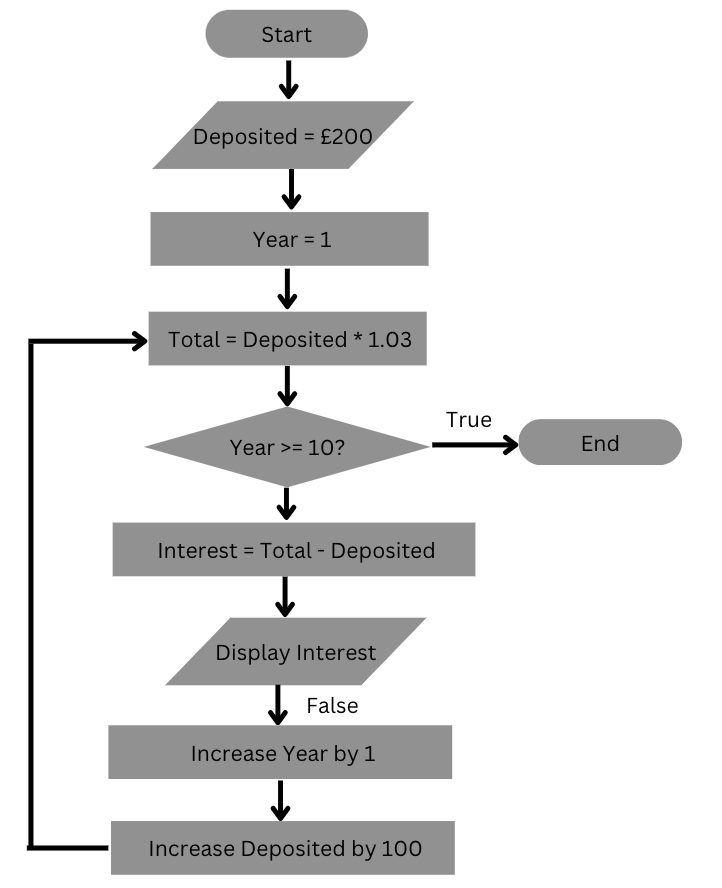 Start
Deposited = £200
Year = 1
Total = Deposited * 1.03
Year >= 10?
True
End
Interest = Total - Deposited
Display Interest
False
Increase Year by 1
Increase Deposited by 100